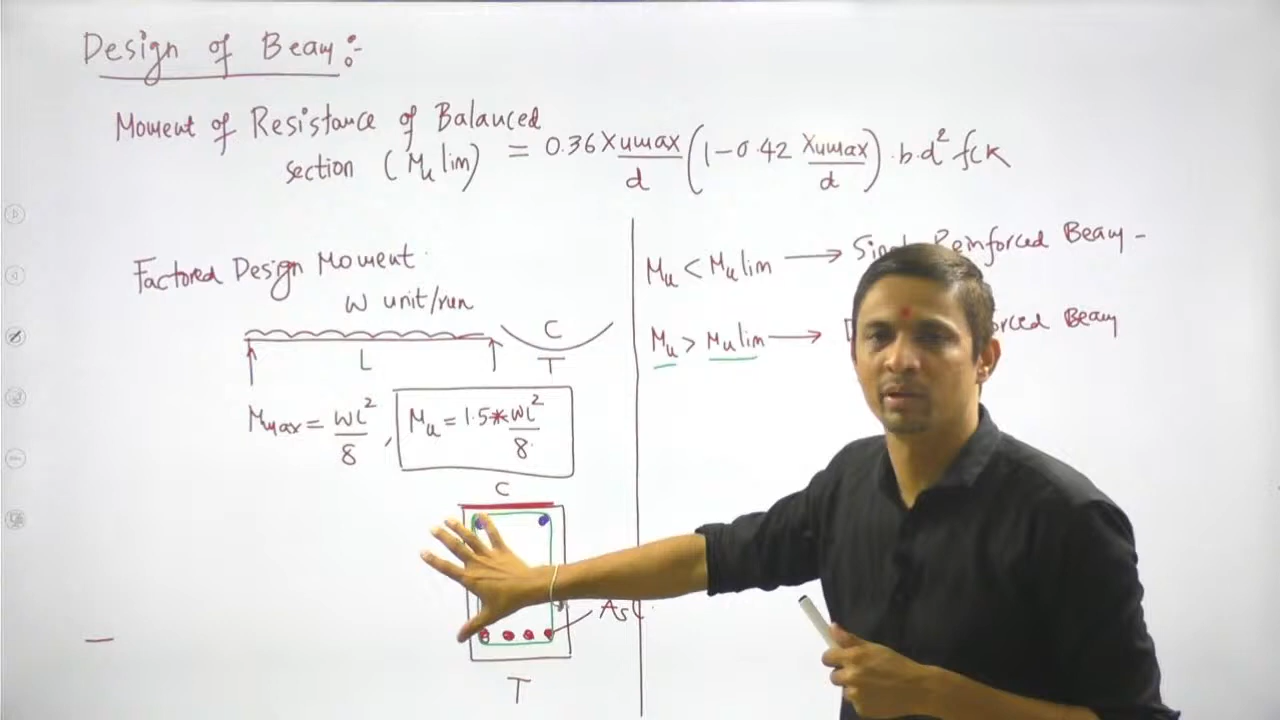 Design of Beam :-
Moment of Resistance of Balanced
section (Mu lim) = 0.36 Xumax/d (1-0.42 Xumax/d) .b.d² fck
Factored Design Moment
w unit/run
L
C
T
Mmax = wl²/8 , Mu = 1.5*wl²/8
C
Ast
T
Mu < Mu lim → Reinforced Beam -
Mu > Mu lim → Beam